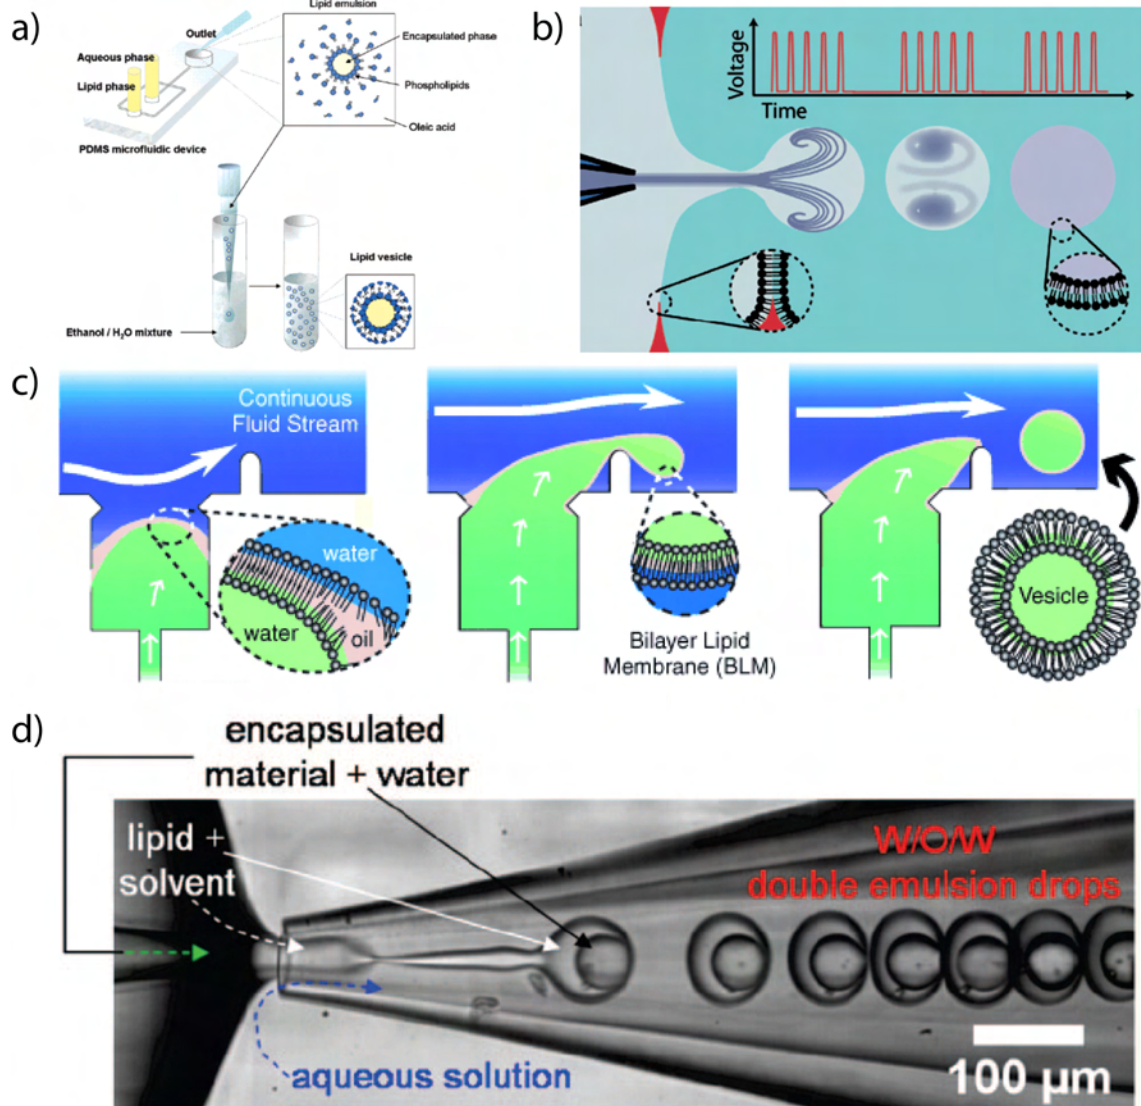 a)
Lipid emulsion
Outlet
Aqueous phase
Lipid phase
Encapsulated phase
Phospholipids
Oleic acid
PDMS microfluidic device
Lipid vesicle
Ethanol / H₂O mixture
b)
Voltage
Time
c)
Continuous
Fluid Stream
water
water
oil
Bilayer Lipid
Membrane (BLM)
Vesicle
d)
encapsulated
material + water
lipid +
solvent
W/O/W
double emulsion drops
aqueous solution
100 µm